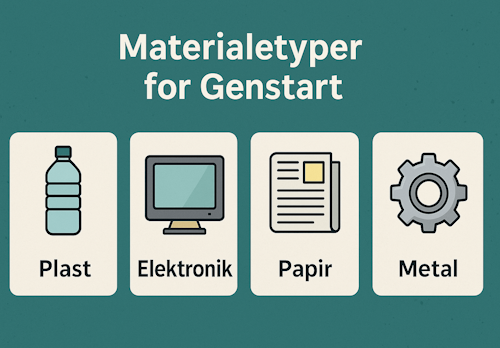 Materialetyper
for Genstart
Plast
Elektronik
Papir
Metal